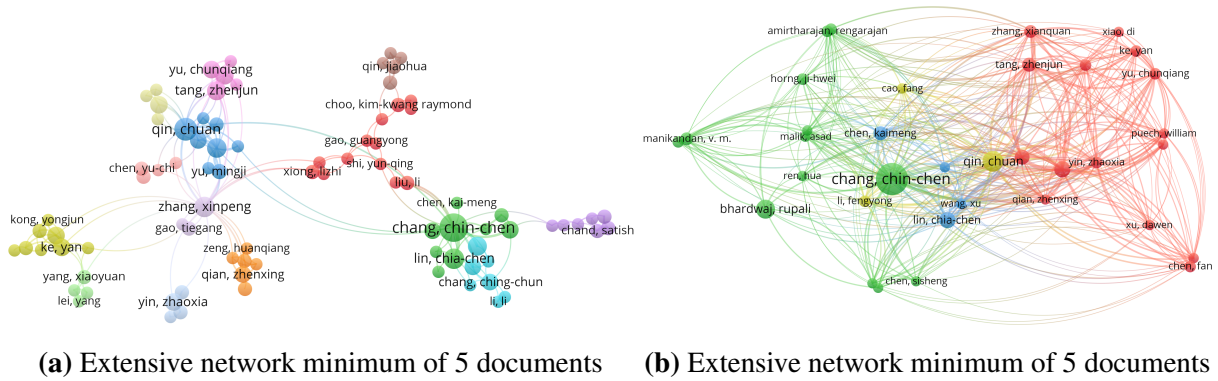 yu, chunqiang
tang, zhenjun
qin, chuan
chen, yu-chi
yu, mingji
zhang, xinpeng
gao, tiegang
kong, yongjun
ke, yan
yang, xiaoyuan
lei, yang
zeng, huanqiang
qian, zhenxing
yin, zhaoxia
qin, jiaohua
choo, kim-kwang raymond
gao, guangyong
shi, yun-qing
xiong, lizhi
liu, li
chen, kai-meng
chang, chin-chen
chand, satish
lin, chia-chen
chang, ching-chun
li, li
(a) Extensive network minimum of 5 documents
amirtharajan, rengarajan
zhang, xianquan
xiao, di
ke, yan
tang, zhenjun
yu, chunqiang
horng, ji-hwei
cao, fang
manikandan, v. m.
malik, asad
chen, kaimeng
puech, william
qin, chuan
yin, zhaoxia
ren, hua
chang, chin-chen
li, fengyong
wang, xu
qian, zhenxing
bhardwaj, rupali
lin, chia-chen
xu, dawen
chen, fan
chen, sisheng
(b) Extensive network minimum of 5 documents